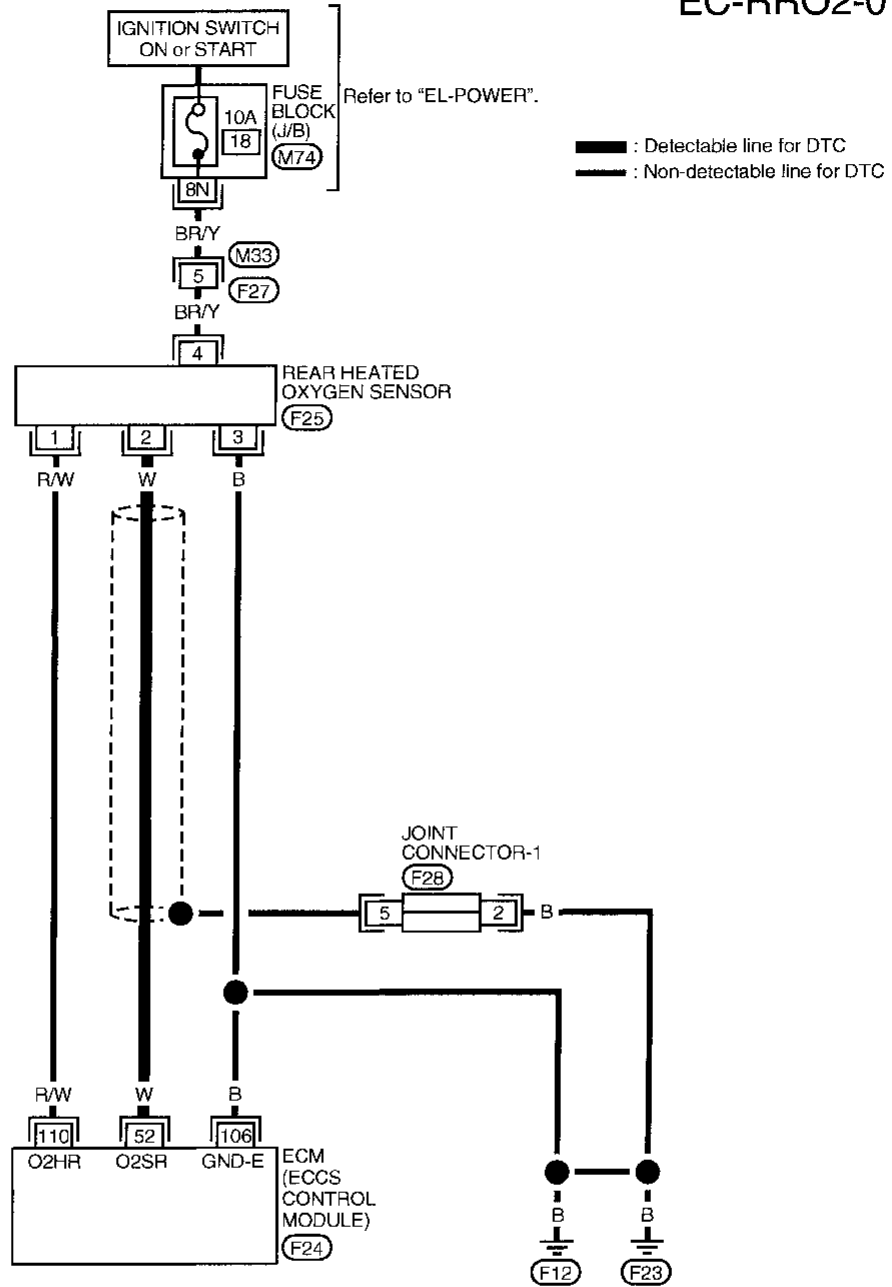 EC-RRO2-0
IGNITION SWITCH
ON or START
FUSE
BLOCK
(J/B)
M74
10A
18
Refer to "EL-POWER".
: Detectable line for DTC
: Non-detectable line for DTC
8N
BR/Y
M33
5
F27
BR/Y
4
REAR HEATED
OXYGEN SENSOR
F25
1 2 3
R/W W B
JOINT
CONNECTOR-1
F28
5 2 B
R/W W B
110 52 106
O2HR O2SR GND-E
ECM
(ECCS
CONTROL
MODULE)
F24
B B
F12 F23